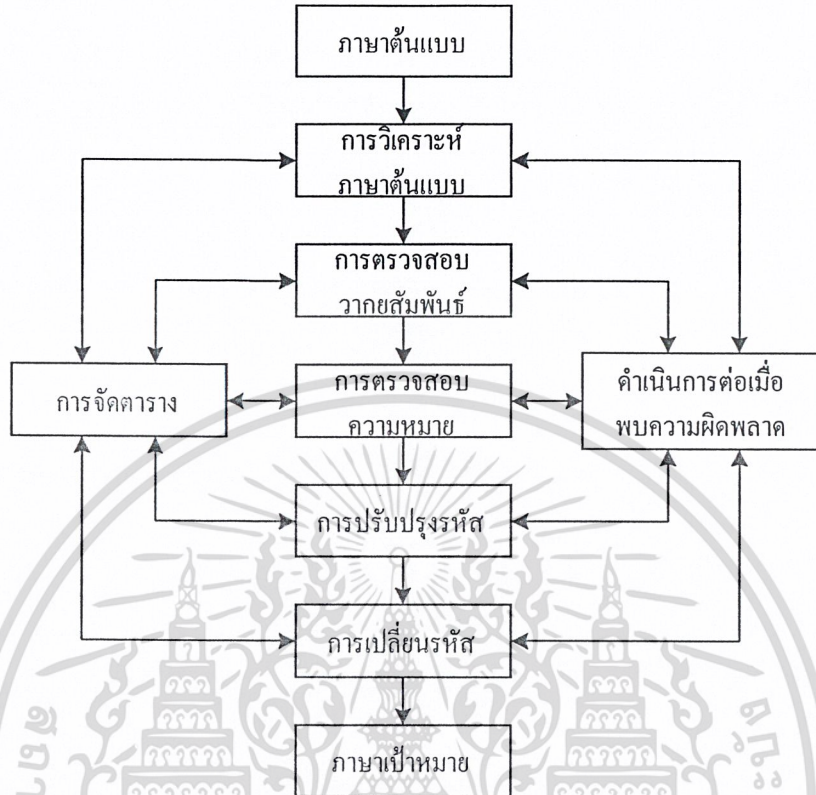 ภาษาต้นแบบ
การวิเคราะห์
ภาษาต้นแบบ
การตรวจสอบ
วากยสัมพันธ์
การจัดตาราง
การตรวจสอบ
ความหมาย
ดำเนินการต่อเมื่อ
พบความผิดพลาด
การปรับปรุงรหัส
การเปลี่ยนรหัส
ภาษาเป้าหมาย